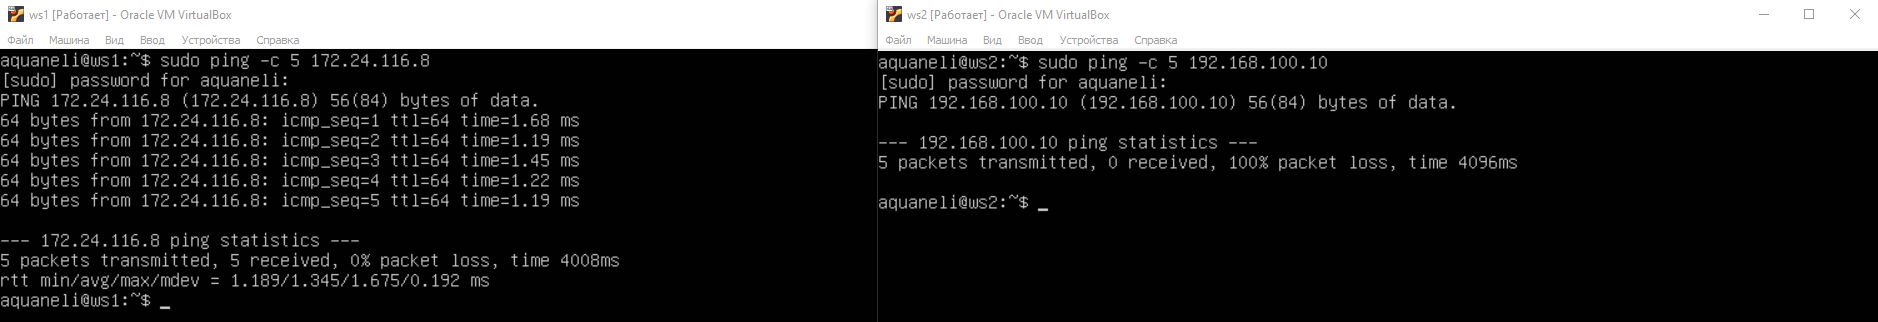 ws1 [Работает] - Oracle VM VirtualBox
Файл Машина Вид Ввод Устройства Справка
aquaneli@ws1:~$ sudo ping -c 5 172.24.116.8
[sudo] password for aquaneli:
PING 172.24.116.8 (172.24.116.8) 56(84) bytes of data.
64 bytes from 172.24.116.8: icmp_seq=1 ttl=64 time=1.68 ms
64 bytes from 172.24.116.8: icmp_seq=2 ttl=64 time=1.19 ms
64 bytes from 172.24.116.8: icmp_seq=3 ttl=64 time=1.45 ms
64 bytes from 172.24.116.8: icmp_seq=4 ttl=64 time=1.22 ms
64 bytes from 172.24.116.8: icmp_seq=5 ttl=64 time=1.19 ms
--- 172.24.116.8 ping statistics ---
5 packets transmitted, 5 received, 0% packet loss, time 4008ms
rtt min/avg/max/mdev = 1.189/1.345/1.675/0.192 ms
aquaneli@ws1:~$ _
ws2 [Работает] - Oracle VM VirtualBox
Файл Машина Вид Ввод Устройства Справка
aquaneli@ws2:~$ sudo ping -c 5 192.168.100.10
[sudo] password for aquaneli:
PING 192.168.100.10 (192.168.100.10) 56(84) bytes of data.
--- 192.168.100.10 ping statistics ---
5 packets transmitted, 0 received, 100% packet loss, time 4096ms
aquaneli@ws2:~$ _